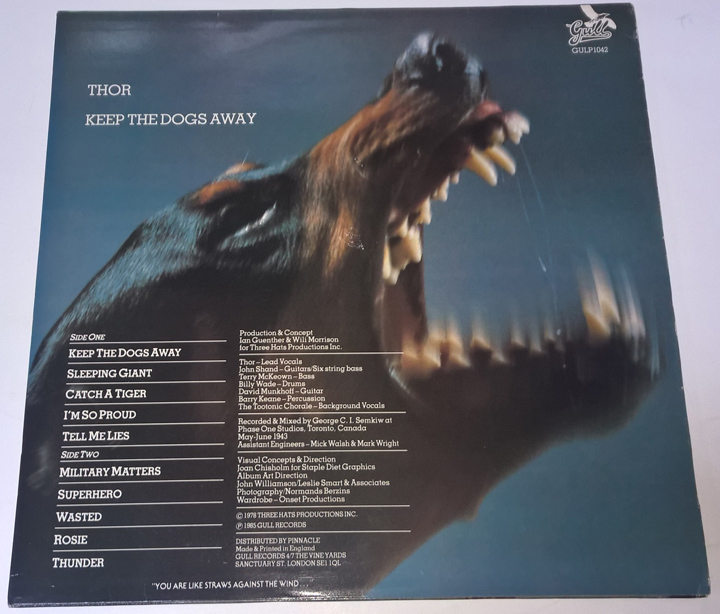 Gull
GULP1042
THOR
KEEP THE DOGS AWAY
SIDE ONE
KEEP THE DOGS AWAY
SLEEPING GIANT
CATCH A TIGER
I'M SO PROUD
TELL ME LIES
SIDE TWO
MILITARY MATTERS
SUPERHERO
WASTED
ROSIE
THUNDER
Production & Concept
Ian Guenther & Will Morrison
for Three Hats Productions Inc.
Thor – Lead Vocals
John Shand – Guitars/Six string bass
Terry McKeown – Bass
Billy Wade – Drums
David Munkhoff – Guitar
Barry Keane – Percussion
The Tootonic Chorale – Background Vocals
Recorded & Mixed by George C. I. Semkiw at
Phase One Studios, Toronto, Canada
May-June 1943
Assistant Engineers – Mick Walsh & Mark Wright
Visual Concepts & Direction
Joan Chisholm for Staple Diet Graphics
Album Art Direction
John Williamson/Leslie Smart & Associates
Photography/Normands Berzins
Wardrobe – Onset Productions
© 1978 THREE HATS PRODUCTIONS INC.
℗ 1985 GULL RECORDS
DISTRIBUTED BY PINNACLE
Made & Printed in England
GULL RECORDS 4/7 THE VINE YARDS
SANCTUARY ST. LONDON SE1 1QL
"YOU ARE LIKE STRAWS AGAINST THE WIND...